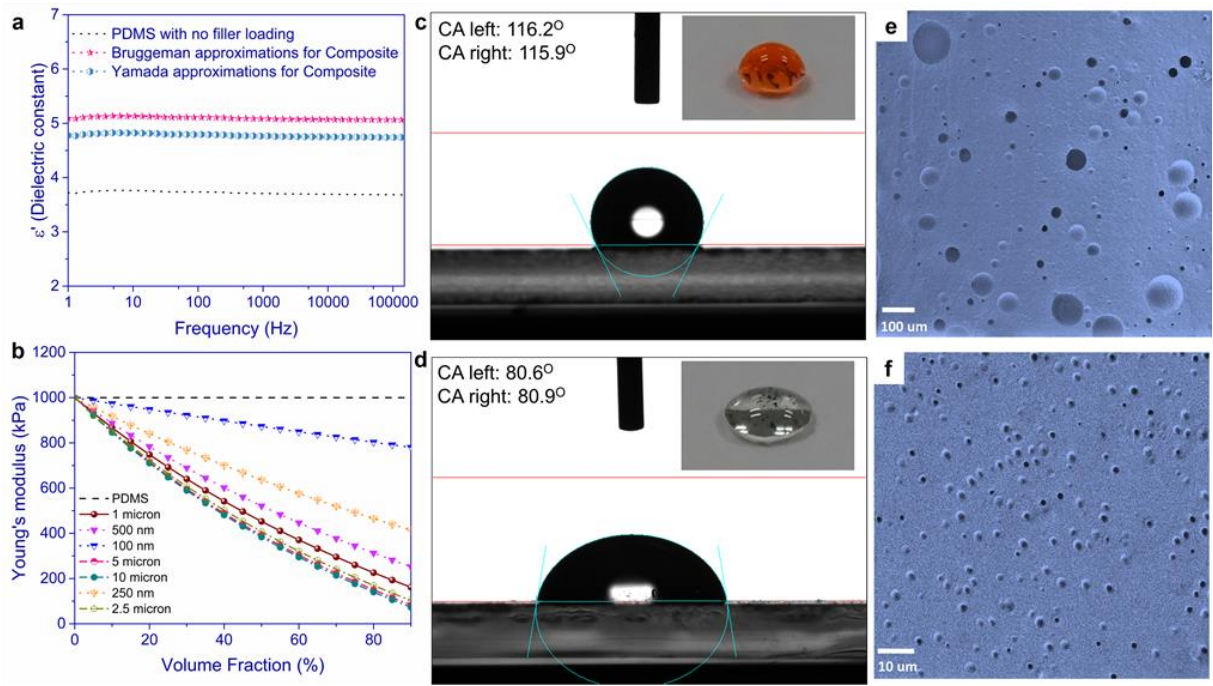 a
PDMS with no filler loading
Bruggeman approximations for Composite
Yamada approximations for Composite
7
6
5
4
3
2
ε' (Dielectric constant)
1 10 100 1000 10000 100000
Frequency (Hz)
b
1200
1000
800
600
400
200
0
Young's modulus (kPa)
PDMS
1 micron
500 nm
100 nm
5 micron
10 micron
250 nm
2.5 micron
0 20 40 60 80
Volume Fraction (%)
c
CA left: 116.2O
CA right: 115.9O
d
CA left: 80.6O
CA right: 80.9O
e
100 um
f
10 um